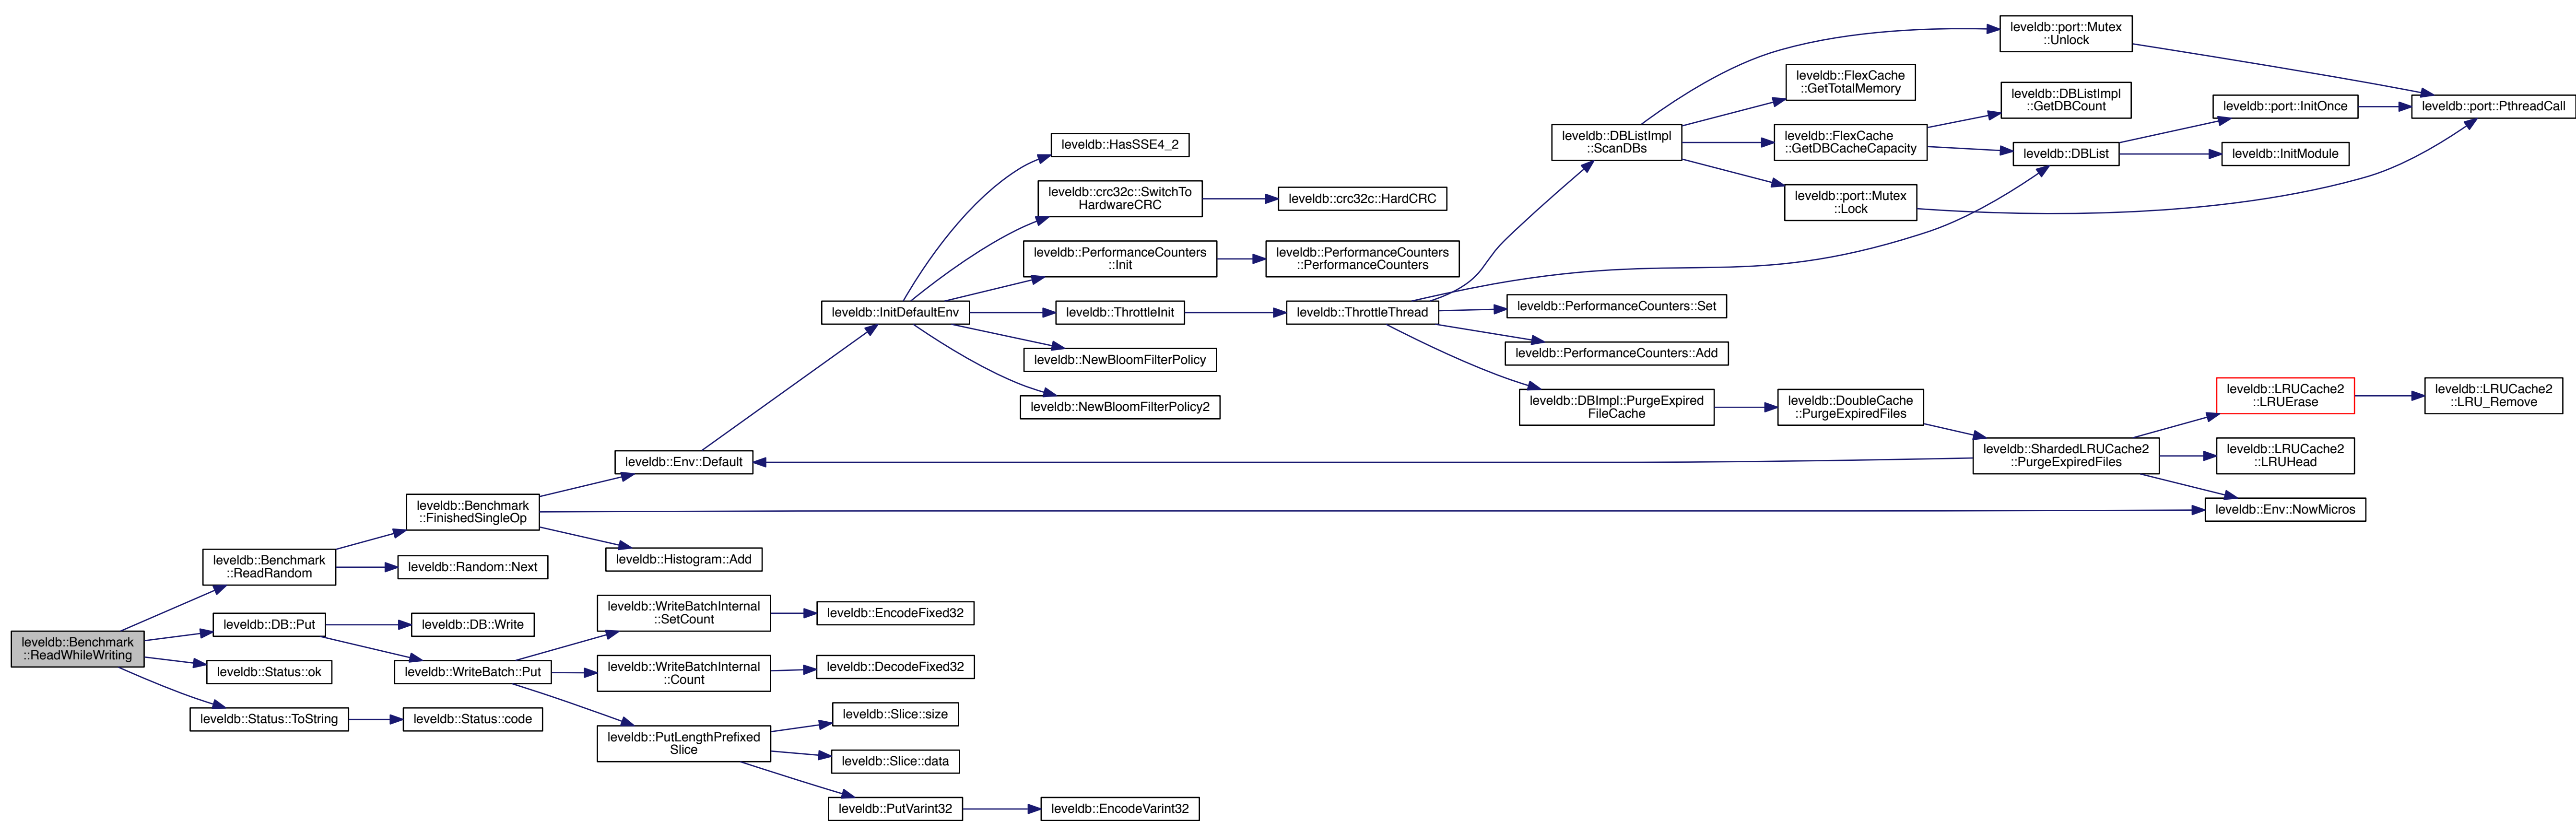 leveldb::Benchmark
::ReadWhileWriting
leveldb::Benchmark
::ReadRandom
leveldb::DB::Put
leveldb::Status::ok
leveldb::Status::ToString
leveldb::Benchmark
::FinishedSingleOp
leveldb::Random::Next
leveldb::DB::Write
leveldb::WriteBatch::Put
leveldb::Status::code
leveldb::Env::Default
leveldb::Histogram::Add
leveldb::WriteBatchInternal
::SetCount
leveldb::WriteBatchInternal
::Count
leveldb::PutLengthPrefixed
Slice
leveldb::InitDefaultEnv
leveldb::EncodeFixed32
leveldb::DecodeFixed32
leveldb::Slice::size
leveldb::Slice::data
leveldb::PutVarint32
leveldb::HasSSE4_2
leveldb::crc32c::SwitchTo
HardwareCRC
leveldb::PerformanceCounters
::Init
leveldb::ThrottleInit
leveldb::NewBloomFilterPolicy
leveldb::NewBloomFilterPolicy2
leveldb::EncodeVarint32
leveldb::crc32c::HardCRC
leveldb::PerformanceCounters
::PerformanceCounters
leveldb::ThrottleThread
leveldb::DBListImpl
::ScanDBs
leveldb::PerformanceCounters::Set
leveldb::PerformanceCounters::Add
leveldb::DBImpl::PurgeExpired
FileCache
leveldb::FlexCache
::GetTotalMemory
leveldb::FlexCache
::GetDBCacheCapacity
leveldb::port::Mutex
::Lock
leveldb::DoubleCache
::PurgeExpiredFiles
leveldb::port::Mutex
::Unlock
leveldb::DBListImpl
::GetDBCount
leveldb::DBList
leveldb::ShardedLRUCache2
::PurgeExpiredFiles
leveldb::port::InitOnce
leveldb::InitModule
leveldb::LRUCache2
::LRUErase
leveldb::LRUCache2
::LRUHead
leveldb::Env::NowMicros
leveldb::port::PthreadCall
leveldb::LRUCache2
::LRU_Remove